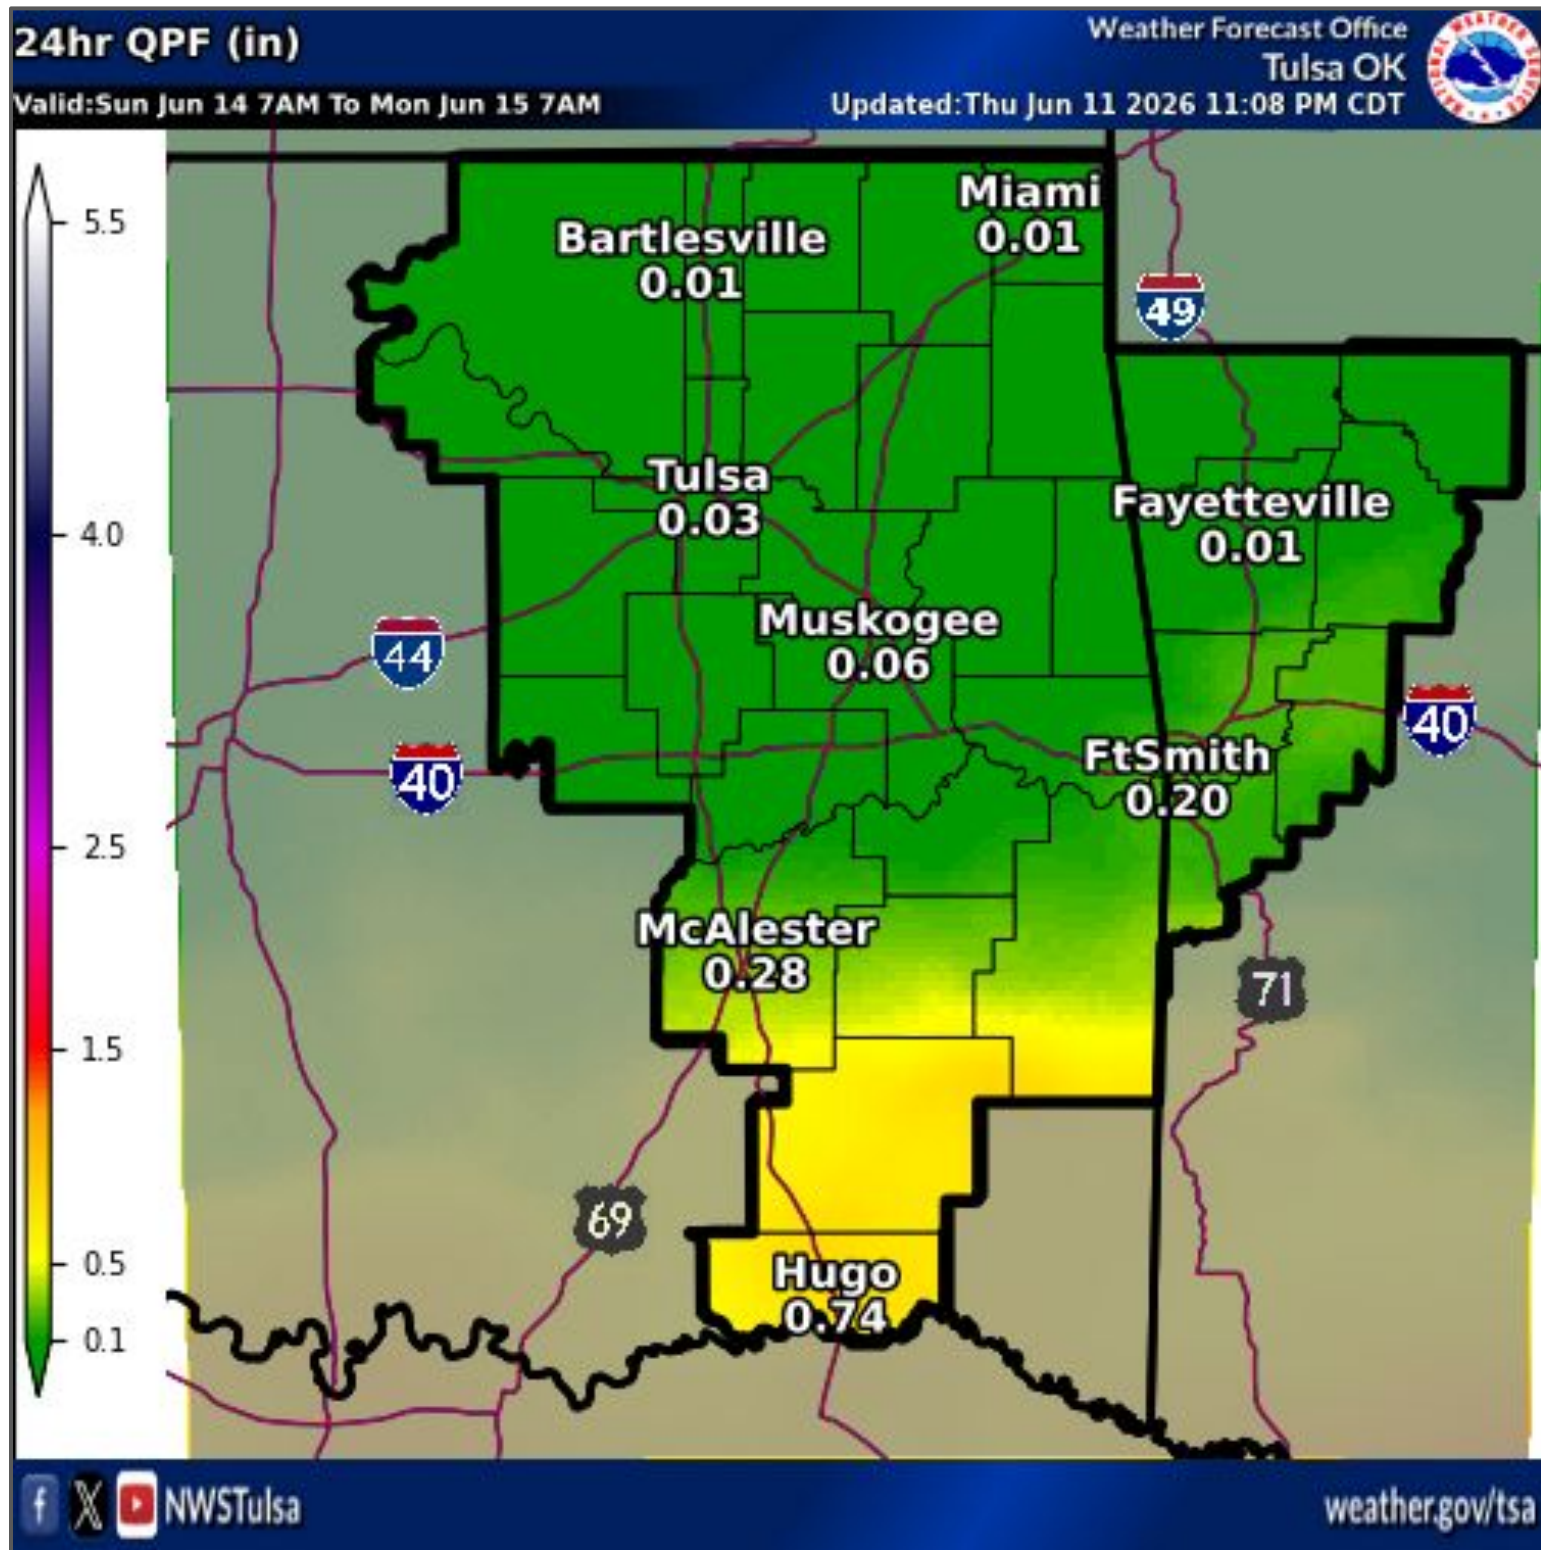 24hr QPF (in)
Weather Forecast Office
Tulsa OK
Valid:Sun Jun 14 7AM To Mon Jun 15 7AM
Updated:Thu Jun 11 2026 11:08 PM CDT
NATIONAL WEATHER SERVICE
5.5
4.0
2.5
1.5
0.5
0.1
Miami
0.01
Bartlesville
0.01
49
Tulsa
0.03
Fayetteville
0.01
Muskogee
0.06
44
40
40
FtSmith
0.20
McAlester
0.28
71
69
Hugo
0.74
NWSTulsa
weather.gov/tsa